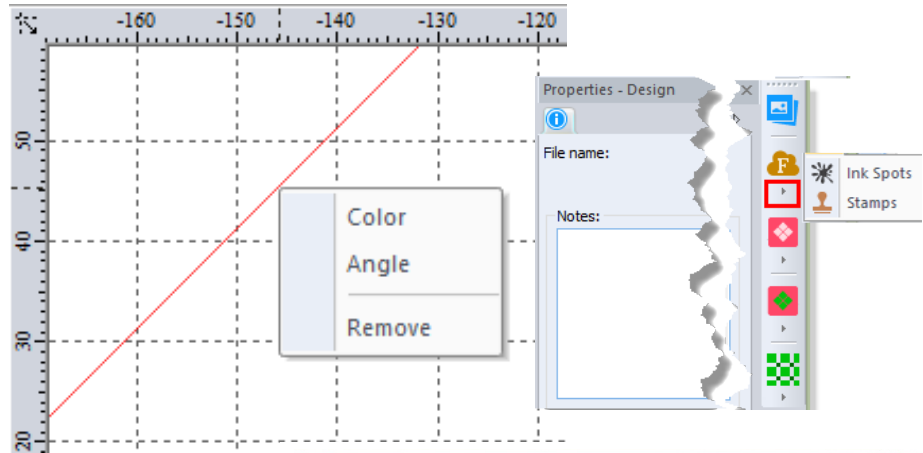 -160 -150 -140 -130 -120
50
40
30
20
Color
Angle
Remove
Properties - Design
File name:
Notes:
F
Ink Spots
Stamps